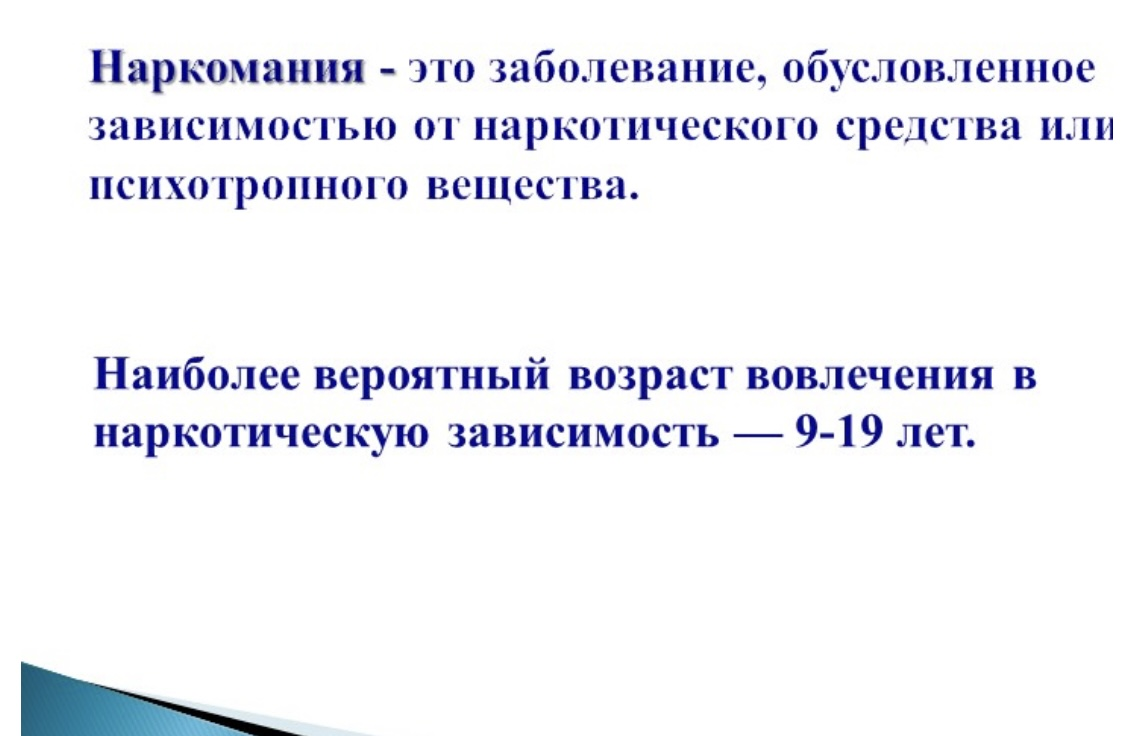 Наркомания - это заболевание, обусловленное
зависимостью от наркотического средства или
психотропного вещества.
Наиболее вероятный возраст вовлечения в
наркотическую зависимость — 9-19 лет.